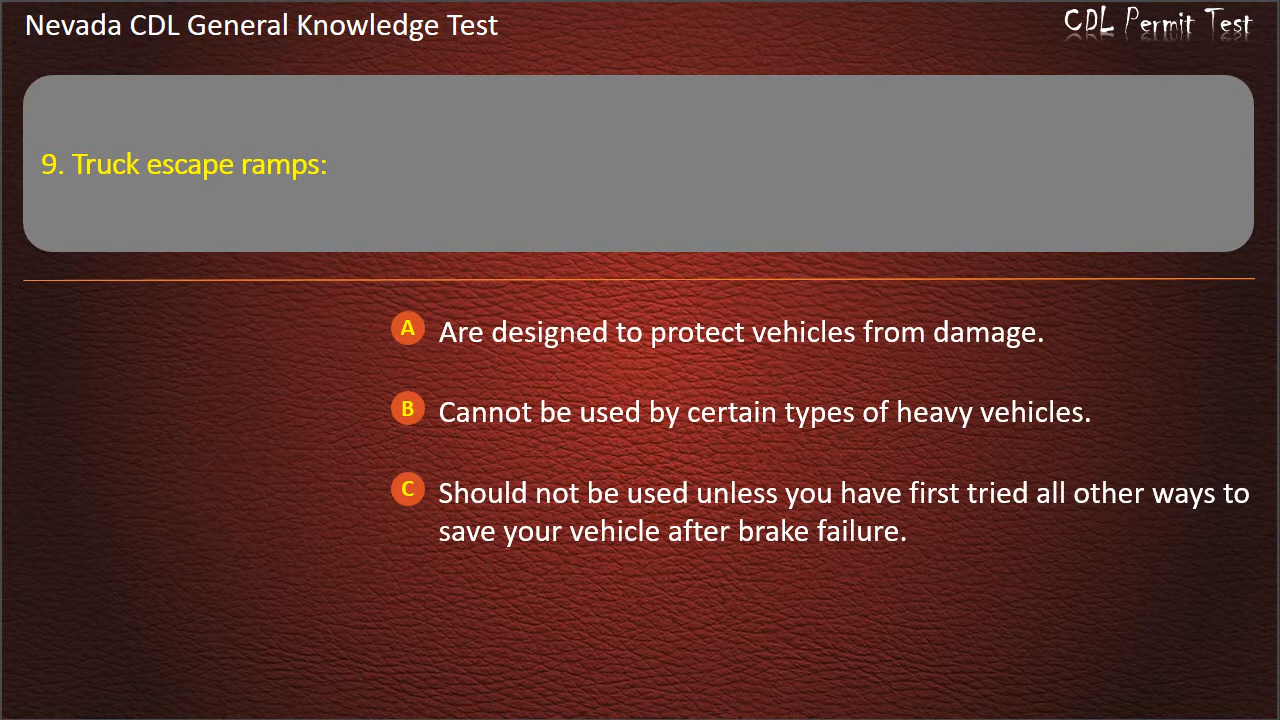 Nevada CDL General Knowledge Test
CDL Permit Test
9. Truck escape ramps:
A Are designed to protect vehicles from damage.
B Cannot be used by certain types of heavy vehicles.
C Should not be used unless you have first tried all other ways to
save your vehicle after brake failure.